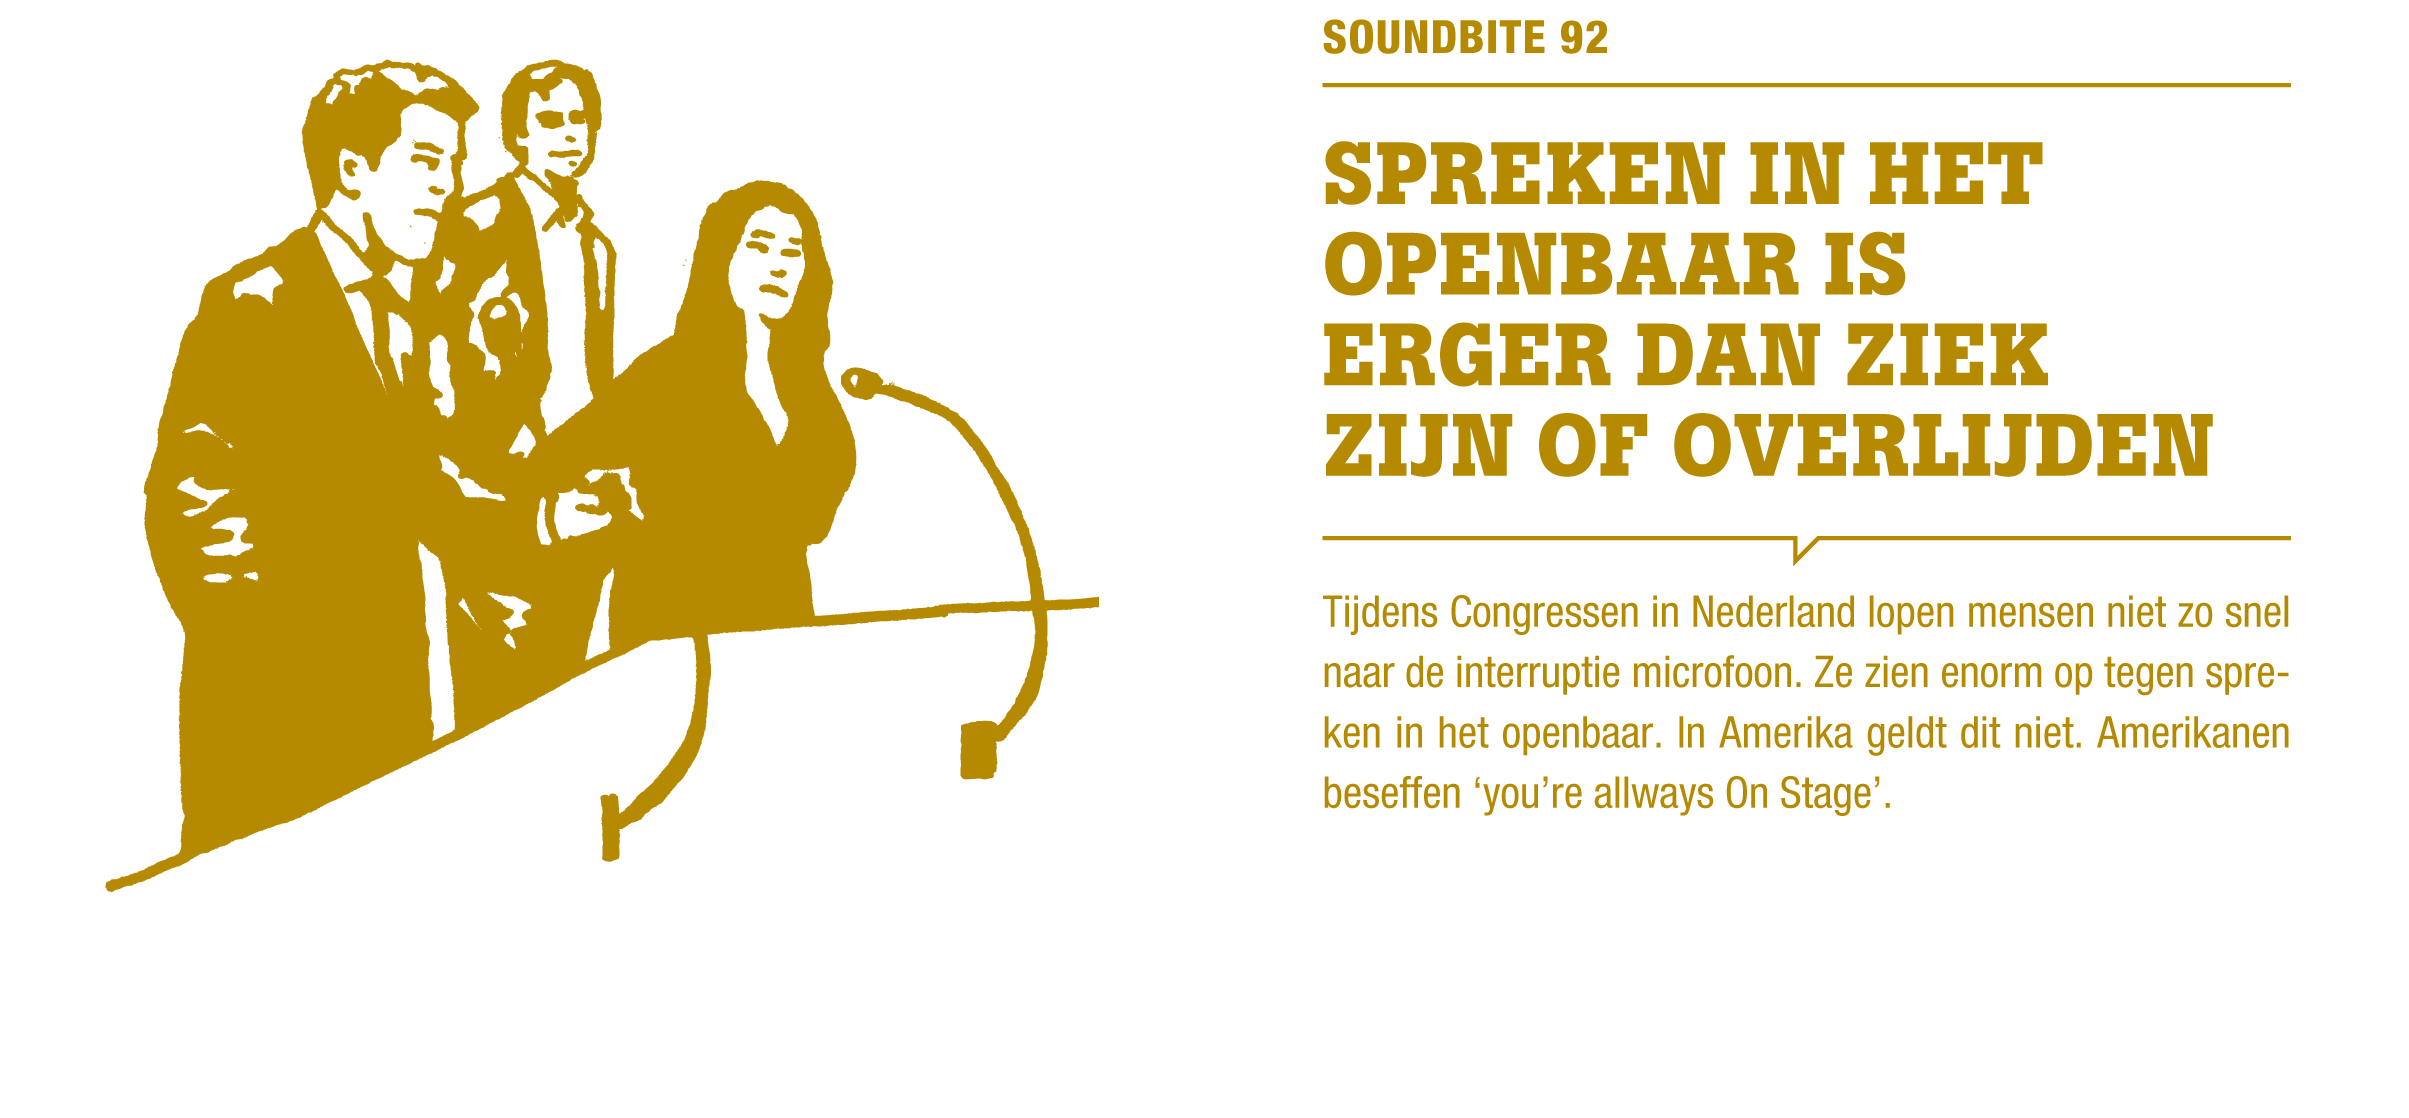 SOUNDBITE 92
SPREKEN IN HET
OPENBAAR IS
ERGER DAN ZIEK
ZIJN OF OVERLIJDEN
Tijdens Congressen in Nederland lopen mensen niet zo snel
naar de interruptie microfoon. Ze zien enorm op tegen spre-
ken in het openbaar. In Amerika geldt dit niet. Amerikanen
beseffen ‘you’re allways On Stage’.